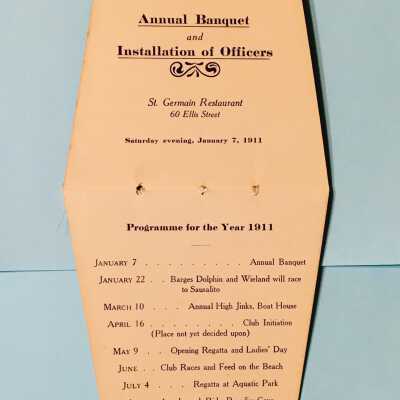 Annual Banquet
and
Installation of Officers
St. Germain Restaurant
60 Ellis Street
Saturday evening, January 7, 1911
Programme for the Year 1911
January 7 . . . . . . . . . Annual Banquet
January 22 . . Barges Dolphin and Wieland will race
to Sausalito
March 10 . . . Annual High Jinks, Boat House
April 16 . . . . . . . . Club Initiation
(Place not yet decided upon)
May 9 . . Opening Regatta and Ladies' Day
June . . Club Races and Feed on the Beach
July 4 . . . Regatta at Aquatic Park